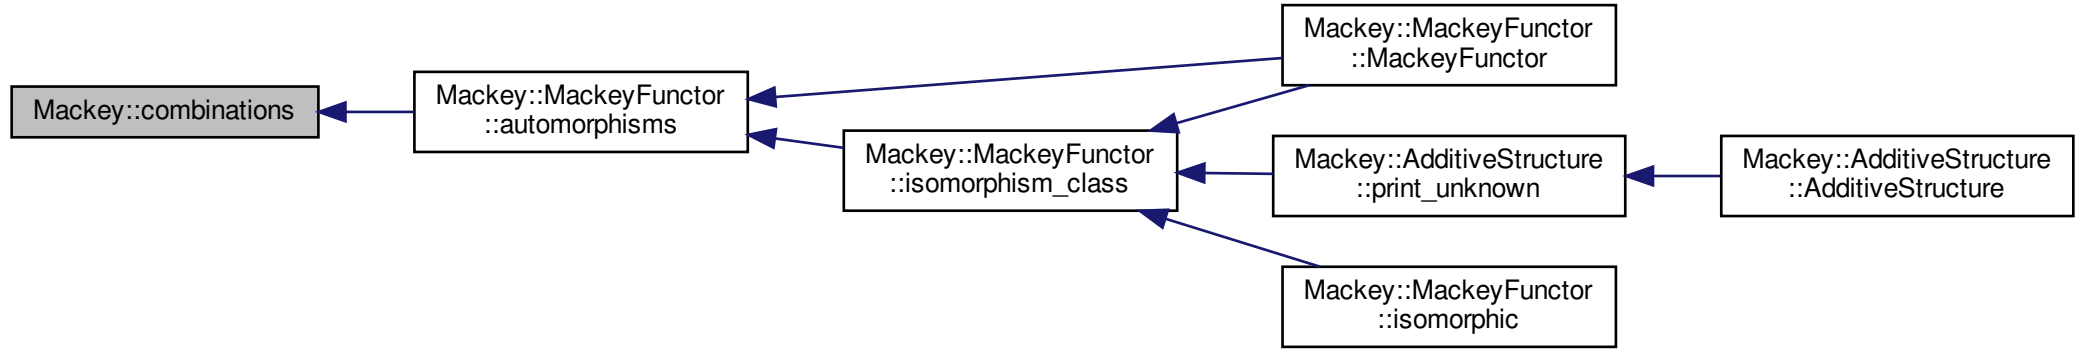 Mackey::combinations
Mackey::MackeyFunctor
::automorphisms
Mackey::MackeyFunctor
::isomorphism_class
Mackey::MackeyFunctor
::MackeyFunctor
Mackey::AdditiveStructure
::print_unknown
Mackey::MackeyFunctor
::isomorphic
Mackey::AdditiveStructure
::AdditiveStructure